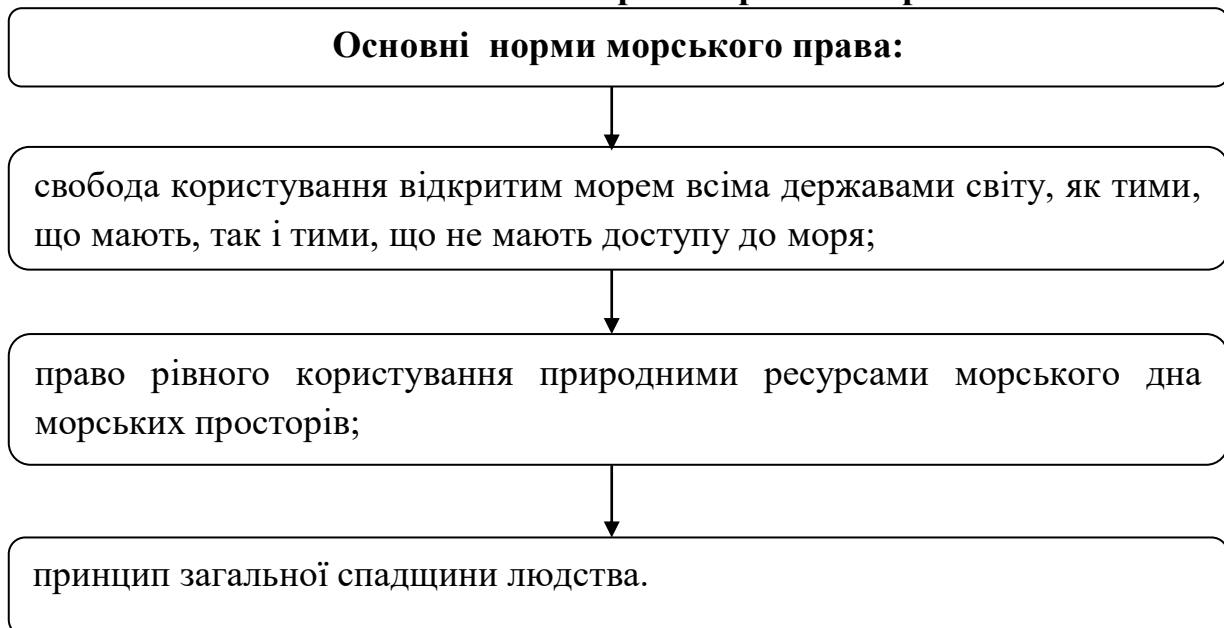 Основні норми морського права:
свобода користування відкритим морем всіма державами світу, як тими,
що мають, так і тими, що не мають доступу до моря;
право рівного користування природними ресурсами морського дна
морських просторів;
принцип загальної спадщини людства.